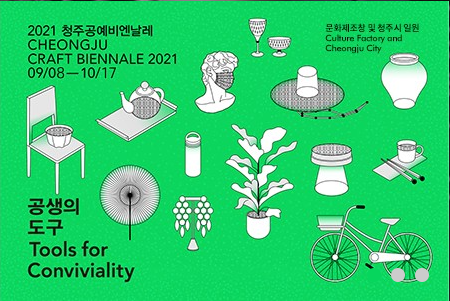 2021 청주공예비엔날레
CHEONGJU
CRAFT BIENNALE 2021
09/08—10/17
문화제조창 및 청주시 일원
Culture Factory and
Cheongju City
공생의
도구
Tools for
Conviviality